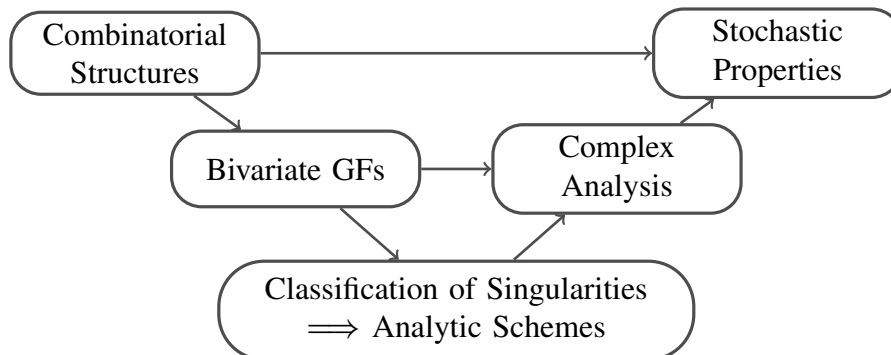 Combinatorial
Structures
Stochastic
Properties
Bivariate GFs
Complex
Analysis
Classification of Singularities
⟹ Analytic Schemes